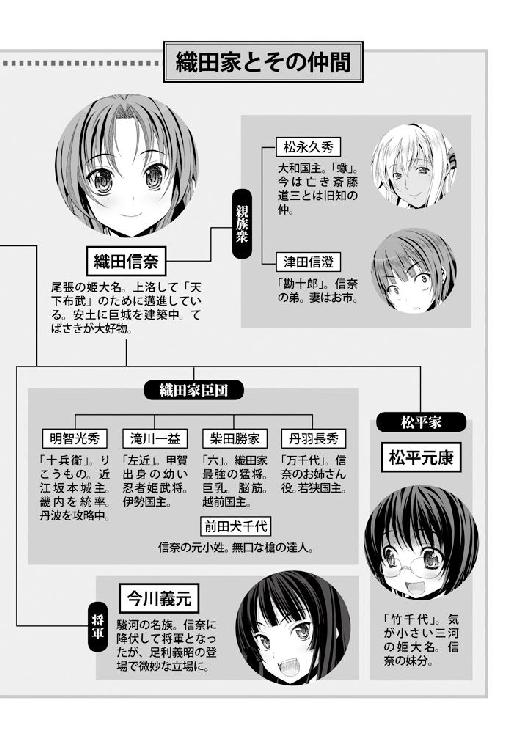 織田家とその仲間
織田信奈
尾張の姫大名。上洛して「天
下布武」のために邁進してい
る。安土に巨城を建築中。て
ばさきが大好物。
親族衆
松永久秀
大和国主。「蠍」。
今は亡き斎藤
道三とは旧知の
仲。
津田信澄
「勘十郎」。信奈
の弟。妻はお市。
織田家臣団
明智光秀
「十兵衛」。り
こうもの。近
江坂本城主。
畿内を統率。
丹波を攻略中。
滝川一益
「左近」。甲賀
出身の幼い
忍者姫武将。
伊勢国主。
柴田勝家
「六」。織田家
最強の猛将。
巨乳。脳筋。
越前国主。
丹羽長秀
「万千代」。信
奈のお姉さん
役。若狭国主。
前田犬千代
信奈の元小姓。無口な槍の達人。
松平家
松平元康
「竹千代」。気
が小さい三河
の姫大名。信
奈の妹分。
将軍
今川義元
駿河の名族。信奈に
降伏して将軍となっ
たが、足利義昭の登
場で微妙な立場に。